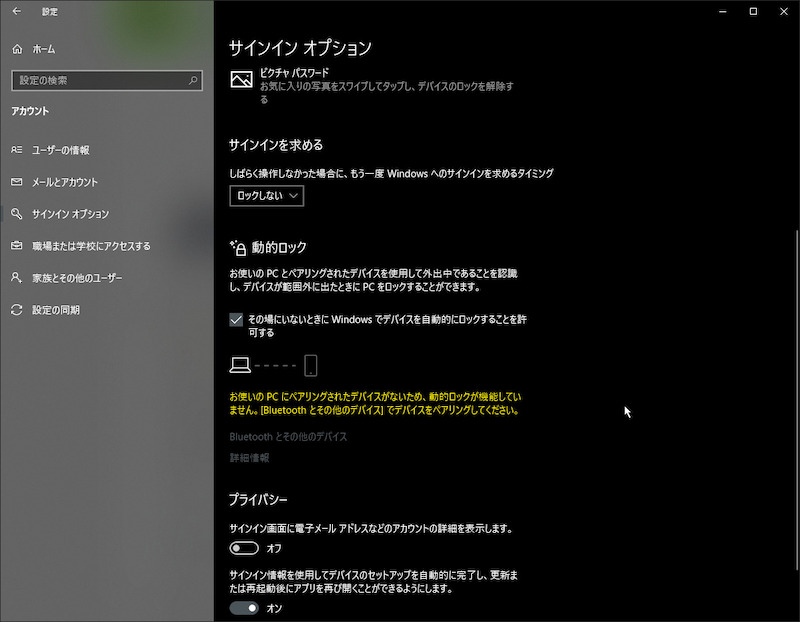 設定
ホーム
設定の検索
アカウント
ユーザーの情報
メールとアカウント
サインイン オプション
職場または学校にアクセスする
家族とその他のユーザー
設定の同期
サインイン オプション
ピクチャ パスワード
お気に入りの写真をスワイプしてタップし、デバイスのロックを解除す
る
サインインを求める
しばらく操作しなかった場合に、もう一度 Windows へのサインインを求めるタイミング
ロックしない
動的ロック
お使いの PC とペアリングされたデバイスを使用して外出中であることを認識
し、デバイスが範囲外に出たときに PC をロックすることができます。
その場にいないときに Windows でデバイスを自動的にロックすることを許
可する
お使いの PC にペアリングされたデバイスがないため、動的ロックが機能してい
ません。[Bluetooth とその他のデバイス] でデバイスをペアリングしてください。
Bluetooth とその他のデバイス
詳細情報
プライバシー
サインイン画面に電子メール アドレスなどのアカウントの詳細を表示します。
オフ
サインイン情報を使用してデバイスのセットアップを自動的に完了し、更新ま
たは再起動後にアプリを再び開くことができるようにします。
オン